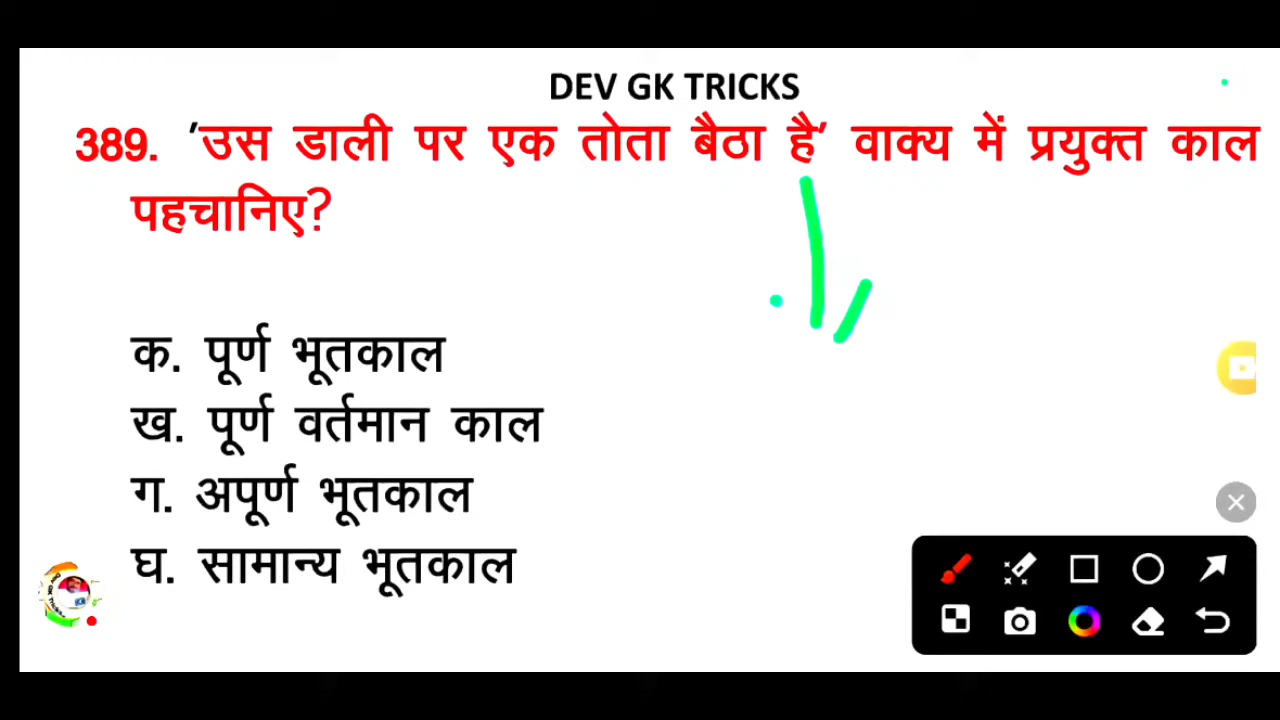 DEV GK TRICKS
389. 'उस डाली पर एक तोता बैठा है' वाक्य में प्रयुक्त काल
पहचानिए?
क. पूर्ण भूतकाल
ख. पूर्ण वर्तमान काल
ग. अपूर्ण भूतकाल
घ. सामान्य भूतकाल